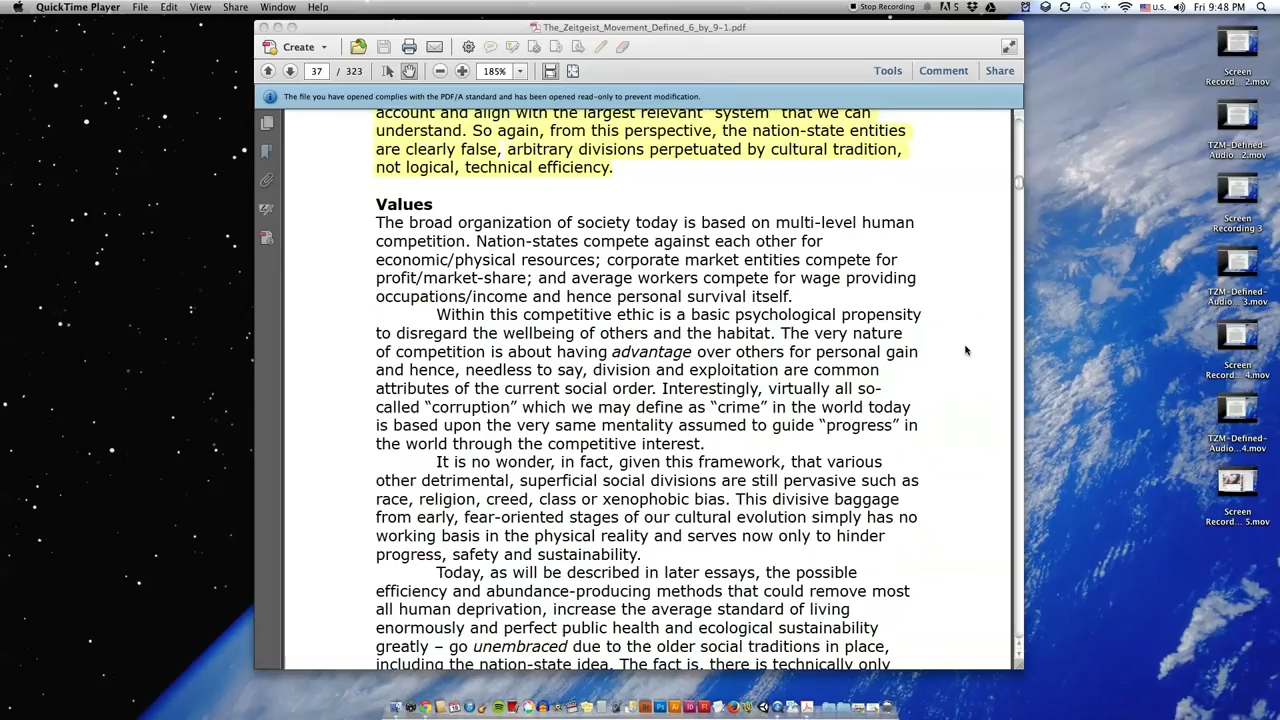 QuickTime Player File Edit View Share Window Help Stop Recording 5 U.S. Fri 9:48 PM
The_Zeitgeist_Movement_Defined_6_by_9-1.pdf
Create
37 / 323 185% Tools Comment Share
The file you have opened complies with the PDF/A standard and has been opened read-only to prevent modification.
account and align with the largest relevant "system" that we can
understand. So again, from this perspective, the nation-state entities
are clearly false, arbitrary divisions perpetuated by cultural tradition,
not logical, technical efficiency.
Values
The broad organization of society today is based on multi-level human
competition. Nation-states compete against each other for
economic/physical resources; corporate market entities compete for
profit/market-share; and average workers compete for wage providing
occupations/income and hence personal survival itself.
Within this competitive ethic is a basic psychological propensity
to disregard the wellbeing of others and the habitat. The very nature
of competition is about having advantage over others for personal gain
and hence, needless to say, division and exploitation are common
attributes of the current social order. Interestingly, virtually all so-
called “corruption” which we may define as “crime” in the world today
is based upon the very same mentality assumed to guide “progress” in
the world through the competitive interest.
It is no wonder, in fact, given this framework, that various
other detrimental, superficial social divisions are still pervasive such as
race, religion, creed, class or xenophobic bias. This divisive baggage
from early, fear-oriented stages of our cultural evolution simply has no
working basis in the physical reality and serves now only to hinder
progress, safety and sustainability.
Today, as will be described in later essays, the possible
efficiency and abundance-producing methods that could remove most
all human deprivation, increase the average standard of living
enormously and perfect public health and ecological sustainability
greatly – go unembraced due to the older social traditions in place,
including the nation-state idea. The fact is, there is technically only
Screen
Record... 2.mov
TZM-Defined-
Audio...2.mov
Screen
Recording 3
TZM-Defined-
Audio... 3.mov
Screen
Record... 4.mov
TZM-Defined-
Audio...4.mov
Screen
Record... 5.mov